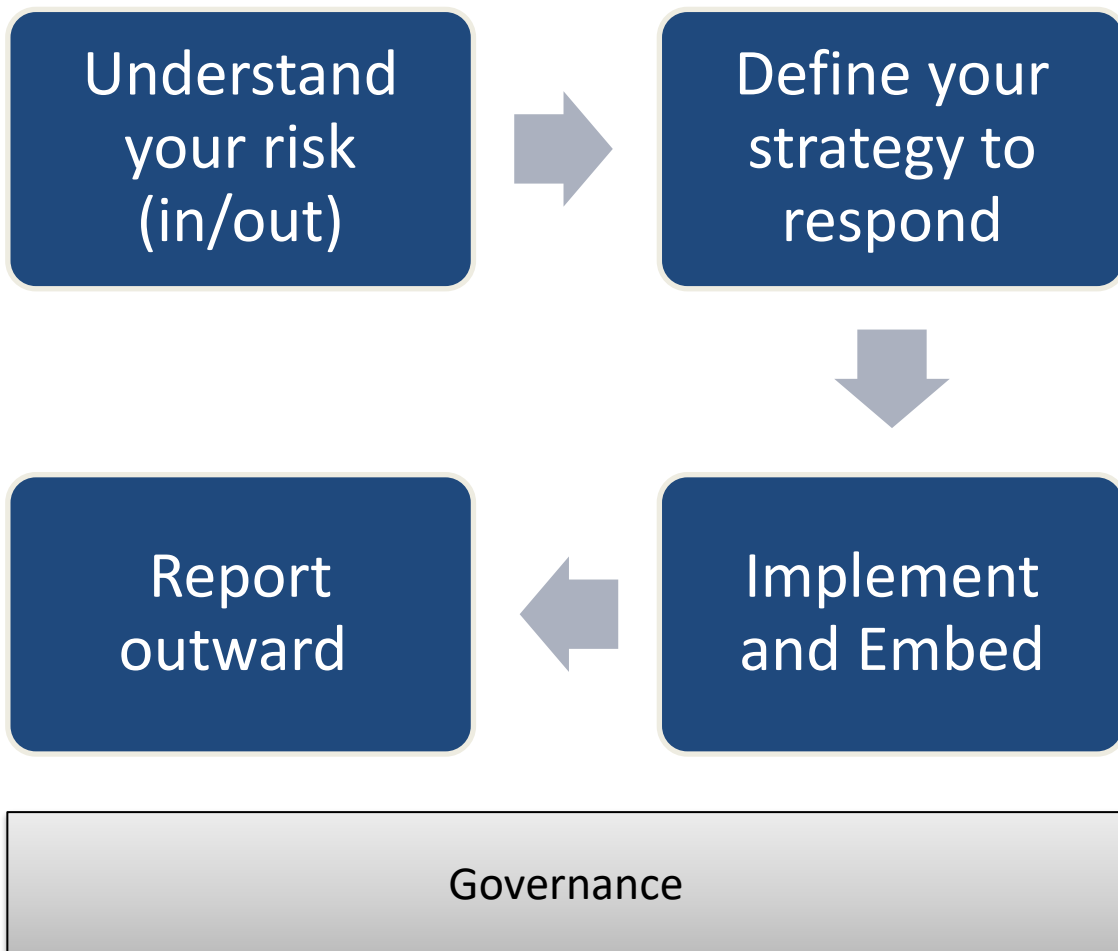 Understand
your risk
(in/out)
Define your
strategy to
respond
Implement
and Embed
Report
outward
Governance